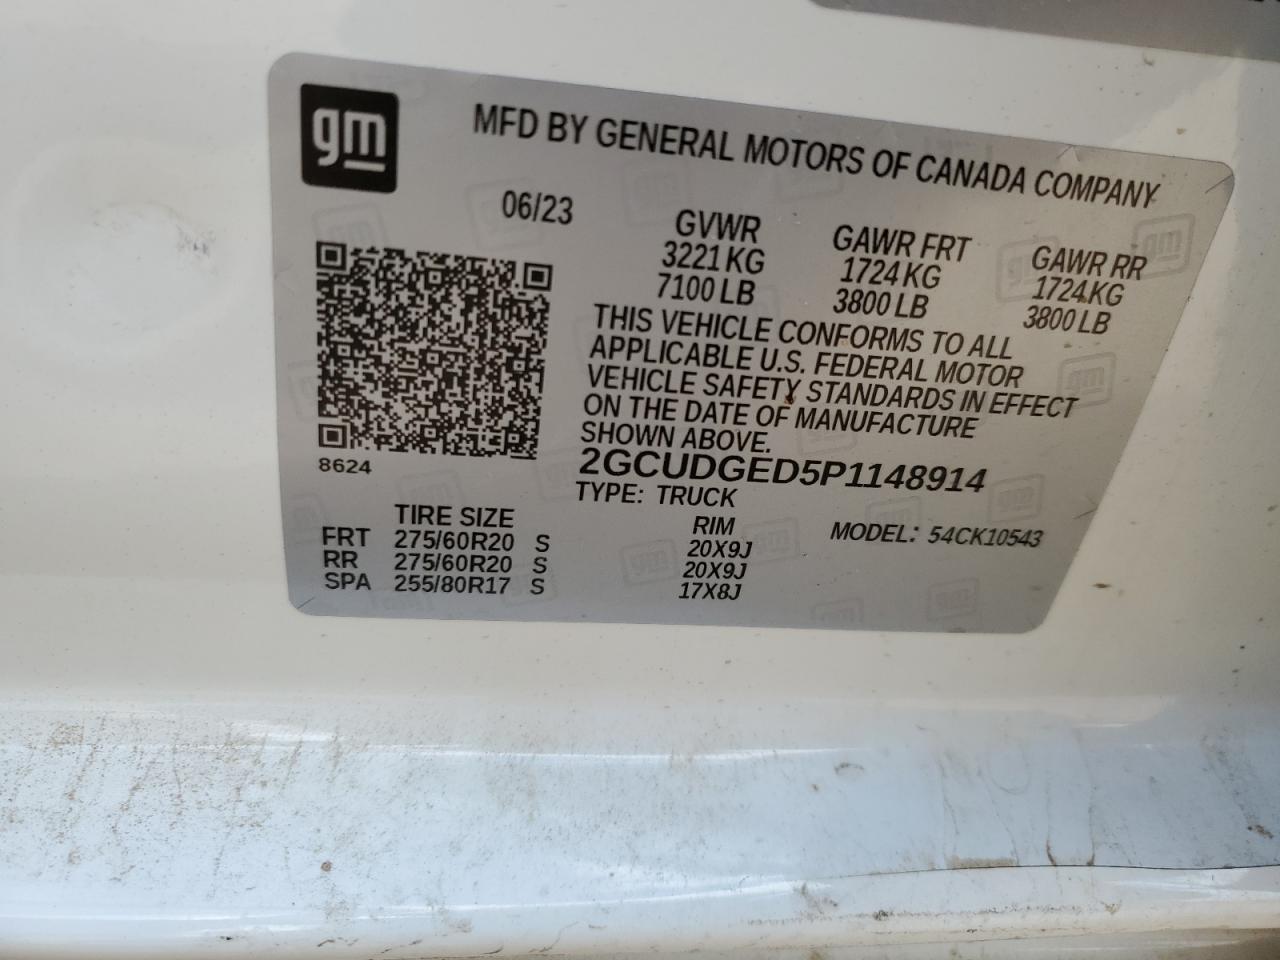 gm
MFD BY GENERAL MOTORS OF CANADA COMPANY
06/23
GVWR GAWR FRT GAWR RR
3221 KG 1724 KG 1724 KG
7100 LB 3800 LB 3800 LB
THIS VEHICLE CONFORMS TO ALL
APPLICABLE U.S. FEDERAL MOTOR
VEHICLE SAFETY STANDARDS IN EFFECT
ON THE DATE OF MANUFACTURE
SHOWN ABOVE.
8624
2GCUDGED5P1148914
TYPE: TRUCK
TIRE SIZE RIM MODEL: 54CK10543
FRT 275/60R20 S 20X9J
RR 275/60R20 S 20X9J
SPA 255/80R17 S 17X8J